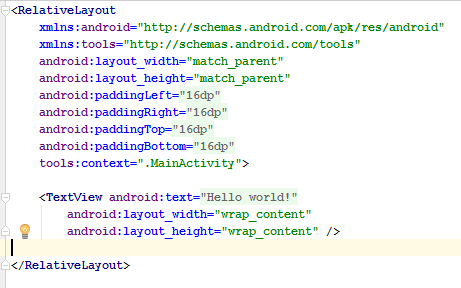 <RelativeLayout
xmlns:android="http://schemas.android.com/apk/res/android"
xmlns:tools="http://schemas.android.com/tools"
android:layout_width="match_parent"
android:layout_height="match_parent"
android:paddingLeft="16dp"
android:paddingRight="16dp"
android:paddingTop="16dp"
android:paddingBottom="16dp"
tools:context=".MainActivity">
<TextView android:text="Hello world!"
android:layout_width="wrap_content"
android:layout_height="wrap_content" />
</RelativeLayout>